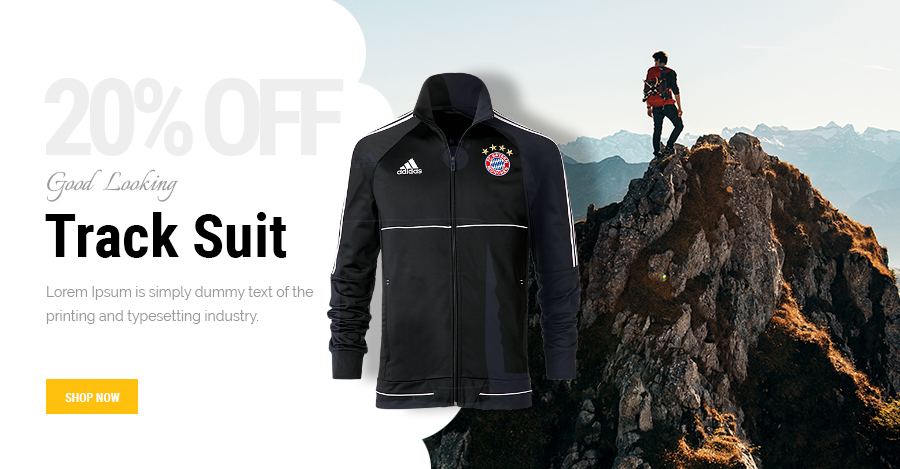 20% OFF
Good Looking
Track Suit
Lorem Ipsum is simply dummy text of the
printing and typesetting industry.
SHOP NOW
adidas